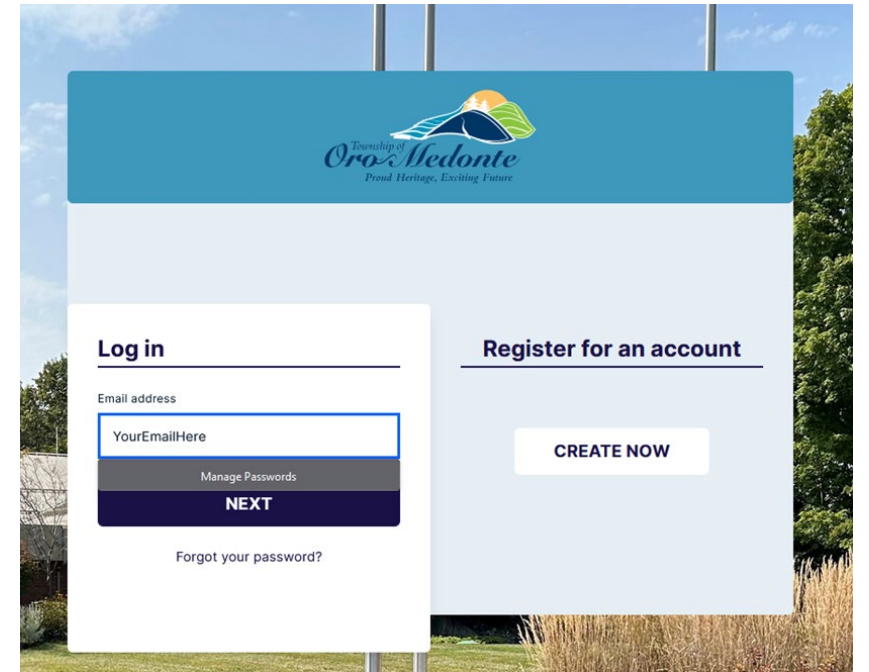 Township of
Oro-Medonte
Proud Heritage, Exciting Future
Log in
Email address
YourEmailHere
Manage Passwords
NEXT
Forgot your password?
Register for an account
CREATE NOW